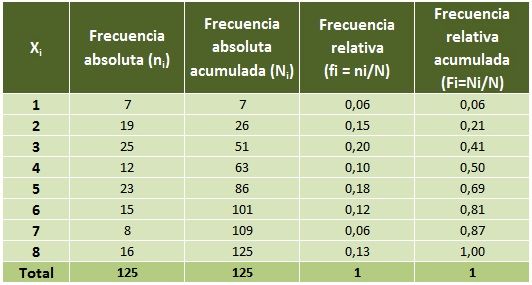 Xi Frecuencia absoluta (ni) Frecuencia absoluta acumulada (Ni) Frecuencia relativa (fi = ni/N) Frecuencia relativa acumulada (Fi=Ni/N)
1 7 7 0,06 0,06
2 19 26 0,15 0,21
3 25 51 0,20 0,41
4 12 63 0,10 0,50
5 23 86 0,18 0,69
6 15 101 0,12 0,81
7 8 109 0,06 0,87
8 16 125 0,13 1,00
Total 125 125 1 1